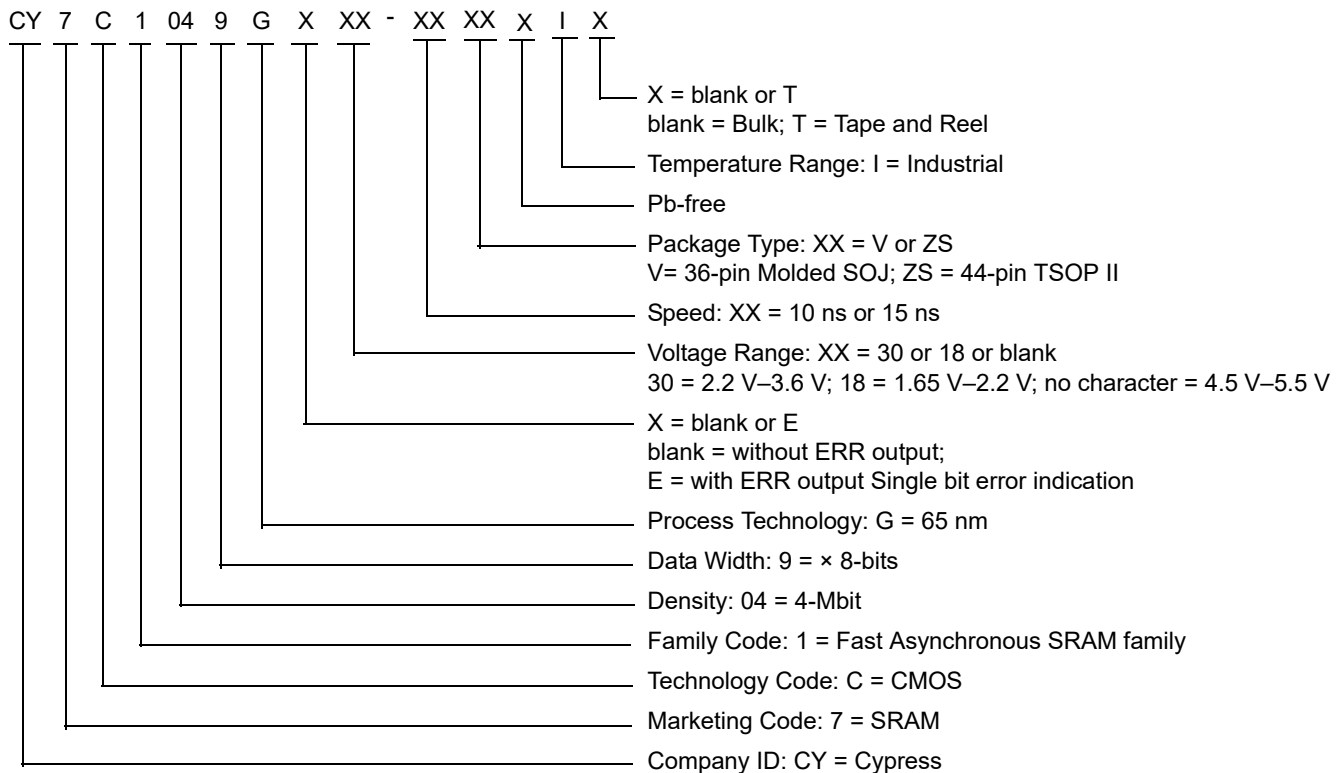 CY 7 C 1 04 9 G X XX - XX XX X I X
X = blank or T
blank = Bulk; T = Tape and Reel
Temperature Range: I = Industrial
Pb-free
Package Type: XX = V or ZS
V= 36-pin Molded SOJ; ZS = 44-pin TSOP II
Speed: XX = 10 ns or 15 ns
Voltage Range: XX = 30 or 18 or blank
30 = 2.2 V–3.6 V; 18 = 1.65 V–2.2 V; no character = 4.5 V–5.5 V
X = blank or E
blank = without ERR output;
E = with ERR output Single bit error indication
Process Technology: G = 65 nm
Data Width: 9 = × 8-bits
Density: 04 = 4-Mbit
Family Code: 1 = Fast Asynchronous SRAM family
Technology Code: C = CMOS
Marketing Code: 7 = SRAM
Company ID: CY = Cypress